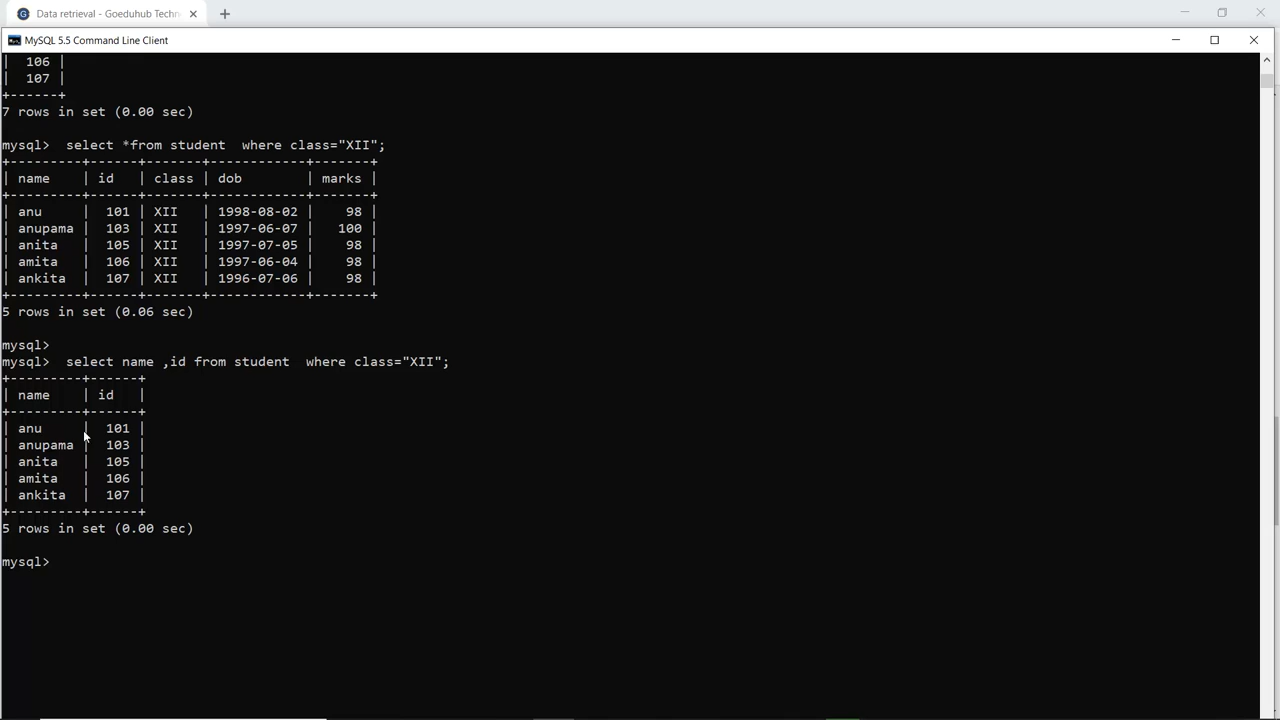 Data retrieval - Goeduhub Techn
MySQL 5.5 Command Line Client
|  106 |
|  107 |
+------+
7 rows in set (0.00 sec)
mysql>  select *from student  where class="XII";
+---------+------+-------+------------+-------+
| name    | id   | class | dob        | marks |
+---------+------+-------+------------+-------+
| anu     |  101 | XII   | 1998-08-02 |    98 |
| anupama |  103 | XII   | 1997-06-07 |   100 |
| anita   |  105 | XII   | 1997-07-05 |    98 |
| amita   |  106 | XII   | 1997-06-04 |    98 |
| ankita  |  107 | XII   | 1996-07-06 |    98 |
+---------+------+-------+------------+-------+
5 rows in set (0.06 sec)
mysql>
mysql>  select name ,id from student  where class="XII";
+---------+------+
| name    | id   |
+---------+------+
| anu     |  101 |
| anupama |  103 |
| anita   |  105 |
| amita   |  106 |
| ankita  |  107 |
+---------+------+
5 rows in set (0.00 sec)
mysql>